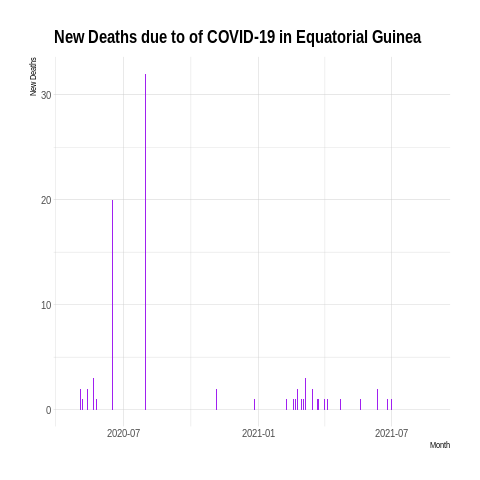 New Deaths due to of COVID-19 in Equatorial Guinea
New Deaths
30
20
10
0
2020-07 2021-01 2021-07
Month